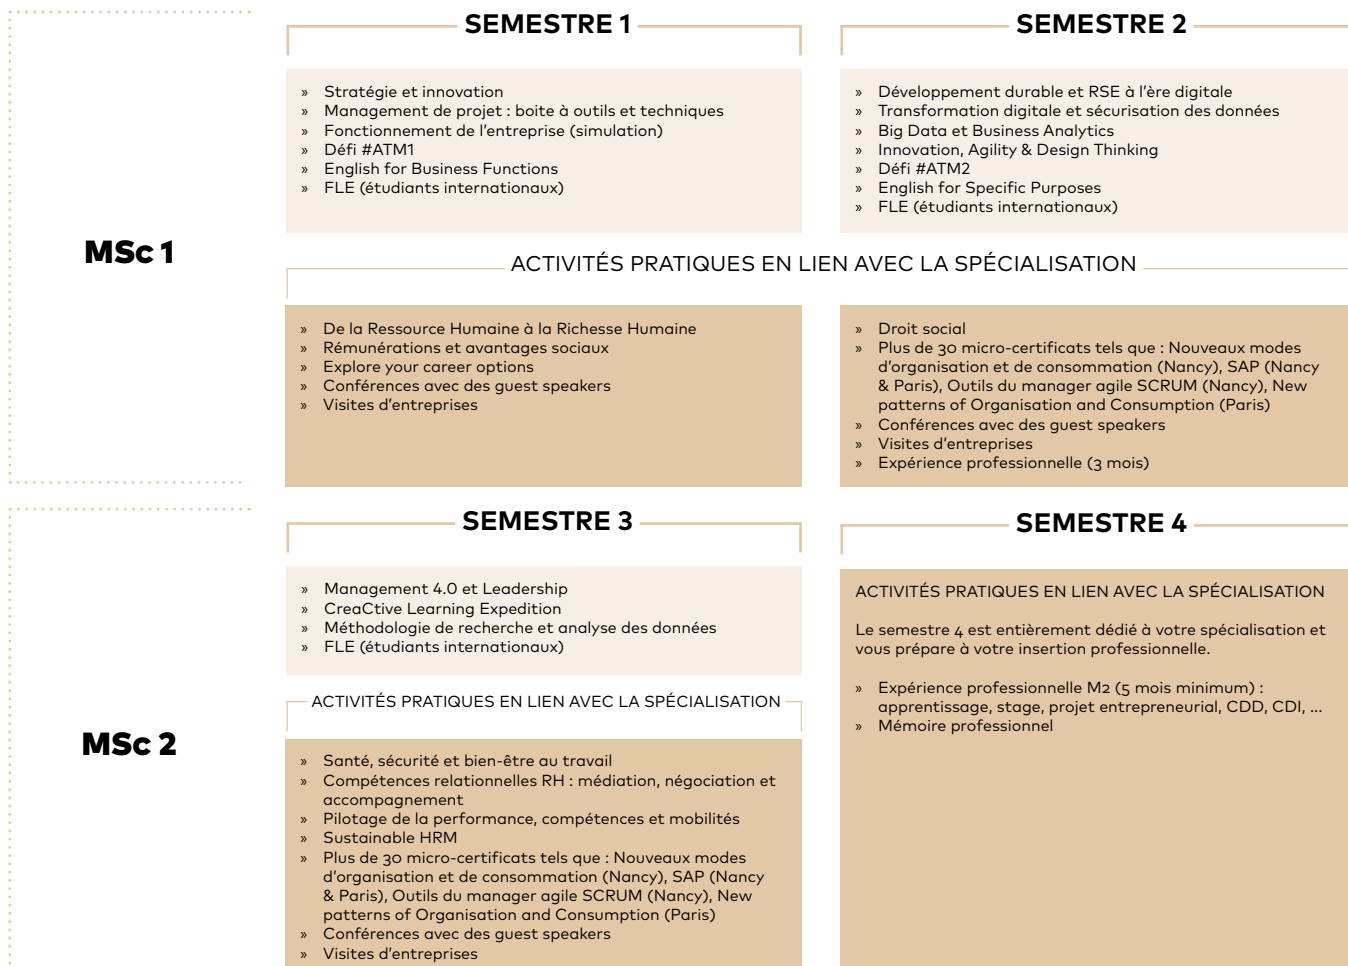 MSc 1
SEMESTRE 1
» Stratégie et innovation
» Management de projet : boite à outils et techniques
» Fonctionnement de l'entreprise (simulation)
» Défi #ATM1
» English for Business Functions
» FLE (étudiants internationaux)
SEMESTRE 2
» Développement durable et RSE à l'ère digitale
» Transformation digitale et sécurisation des données
» Big Data et Business Analytics
» Innovation, Agility & Design Thinking
» Défi #ATM2
» English for Specific Purposes
» FLE (étudiants internationaux)
ACTIVITÉS PRATIQUES EN LIEN AVEC LA SPÉCIALISATION
» De la Ressource Humaine à la Richesse Humaine
» Rémunérations et avantages sociaux
» Explore your career options
» Conférences avec des guest speakers
» Visites d'entreprises
» Droit social
» Plus de 30 micro-certificats tels que : Nouveaux modes
d'organisation et de consommation (Nancy), SAP (Nancy
& Paris), Outils du manager agile SCRUM (Nancy), New
patterns of Organisation and Consumption (Paris)
» Conférences avec des guest speakers
» Visites d'entreprises
» Expérience professionnelle (3 mois)
MSc 2
SEMESTRE 3
» Management 4.0 et Leadership
» CreaCtive Learning Expedition
» Méthodologie de recherche et analyse des données
» FLE (étudiants internationaux)
ACTIVITÉS PRATIQUES EN LIEN AVEC LA SPÉCIALISATION
» Santé, sécurité et bien-être au travail
» Compétences relationnelles RH : médiation, négociation et
accompagnement
» Pilotage de la performance, compétences et mobilités
» Sustainable HRM
» Plus de 30 micro-certificats tels que : Nouveaux modes
d'organisation et de consommation (Nancy), SAP (Nancy
& Paris), Outils du manager agile SCRUM (Nancy), New
patterns of Organisation and Consumption (Paris)
» Conférences avec des guest speakers
» Visites d'entreprises
SEMESTRE 4
ACTIVITÉS PRATIQUES EN LIEN AVEC LA SPÉCIALISATION
Le semestre 4 est entièrement dédié à votre spécialisation et
vous prépare à votre insertion professionnelle.
» Expérience professionnelle M2 (5 mois minimum) :
apprentissage, stage, projet entrepreneurial, CDD, CDI, ...
» Mémoire professionnel